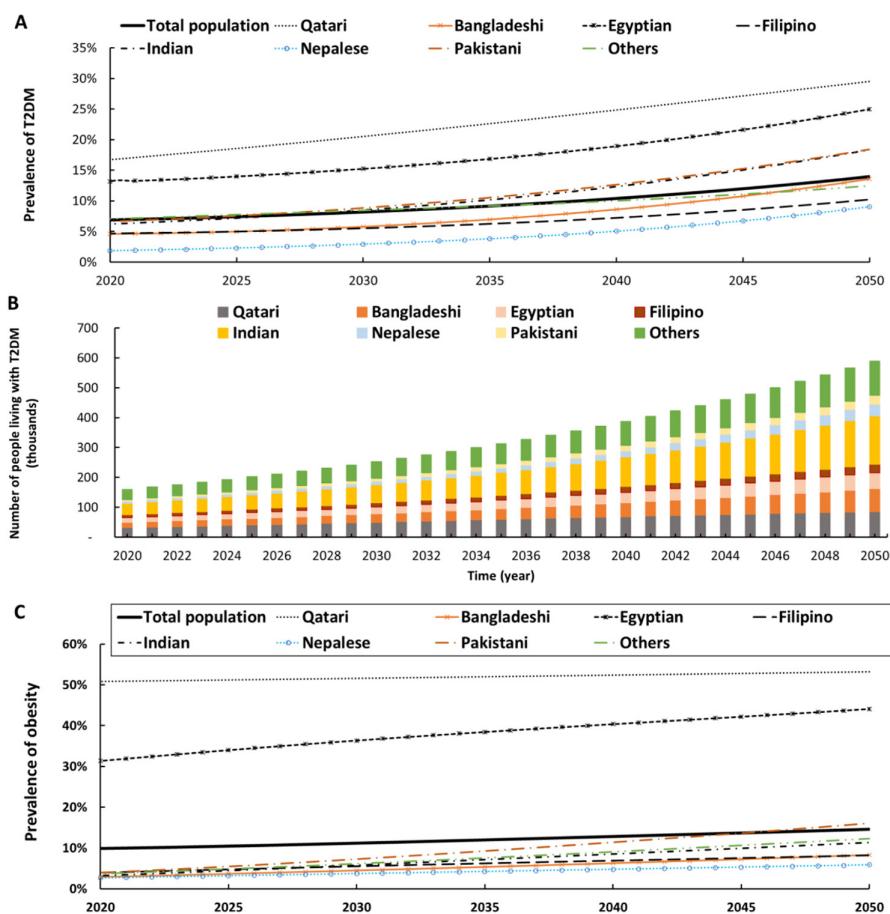 A
Total population Qatari Bangladeshi Egyptian Filipino
Indian Nepalese Pakistani Others
35%
30%
25%
20%
15%
10%
5%
0%
Prevalence of T2DM
2020 2025 2030 2035 2040 2045 2050
B
Qatari Bangladeshi Egyptian Filipino
Indian Nepalese Pakistani Others
700
600
500
400
300
200
100
-
Number of people living with T2DM
(thousands)
2020 2022 2024 2026 2028 2030 2032 2034 2036 2038 2040 2042 2044 2046 2048 2050
Time (year)
C
Total population Qatari Bangladeshi Egyptian Filipino
Indian Nepalese Pakistani Others
60%
50%
40%
30%
20%
10%
0%
Prevalence of obesity
2020 2025 2030 2035 2040 2045 2050